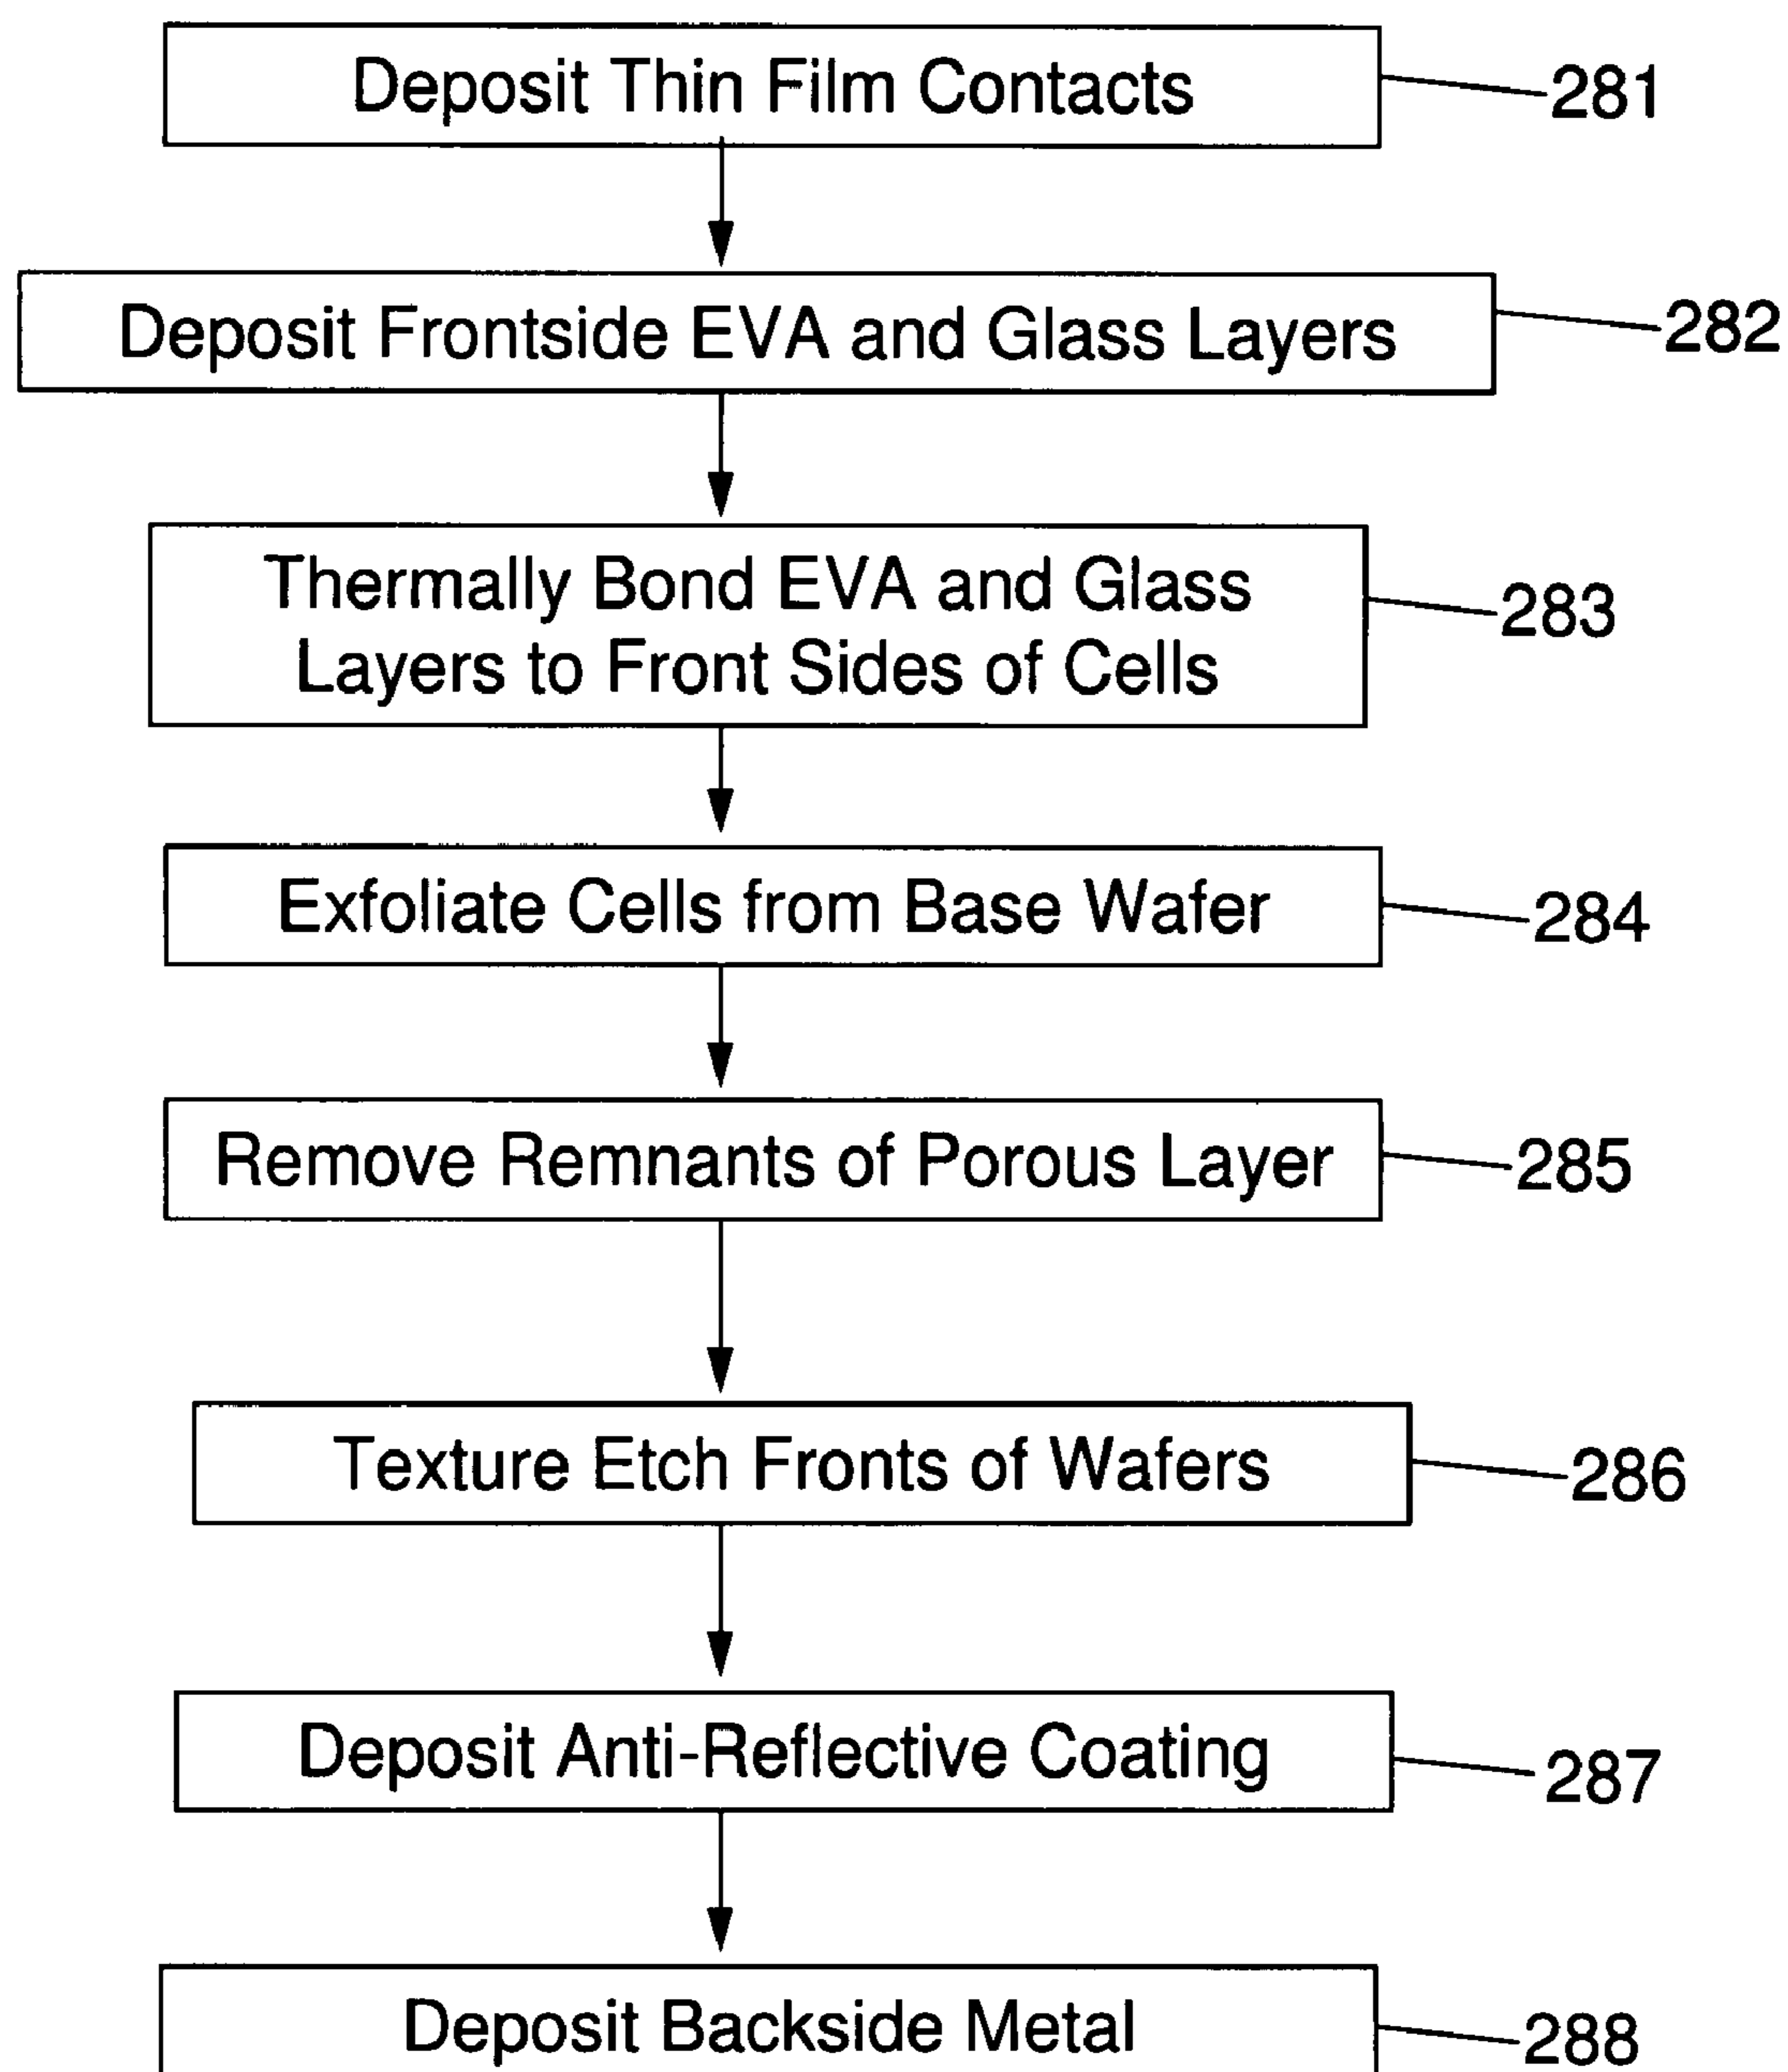 Deposit Thin Film Contacts
281
Deposit Frontside EVA and Glass Layers
282
Thermally Bond EVA and Glass
Layers to Front Sides of Cells
283
Exfoliate Cells from Base Wafer
284
Remove Remnants of Porous Layer
285
Texture Etch Fronts of Wafers
286
Deposit Anti-Reflective Coating
287
Deposit Backside Metal
288